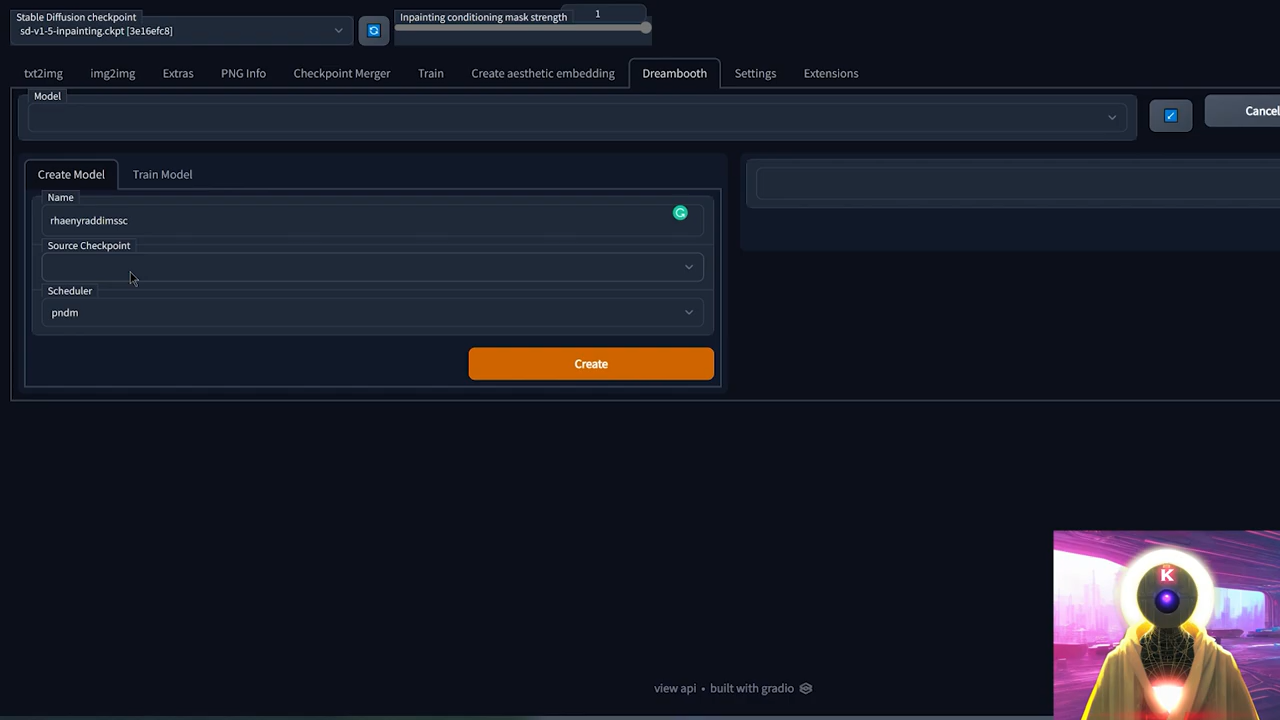 Stable Diffusion checkpoint
sd-v1-5-inpainting.ckpt [3e16efc8]
Inpainting conditioning mask strength
1
txt2img
img2img
Extras
PNG Info
Checkpoint Merger
Train
Create aesthetic embedding
Dreambooth
Settings
Extensions
Model
Cancel
Create Model
Train Model
Name
rhaenyraddimssc
Source Checkpoint
Scheduler
pndm
Create
K
view api • built with gradio